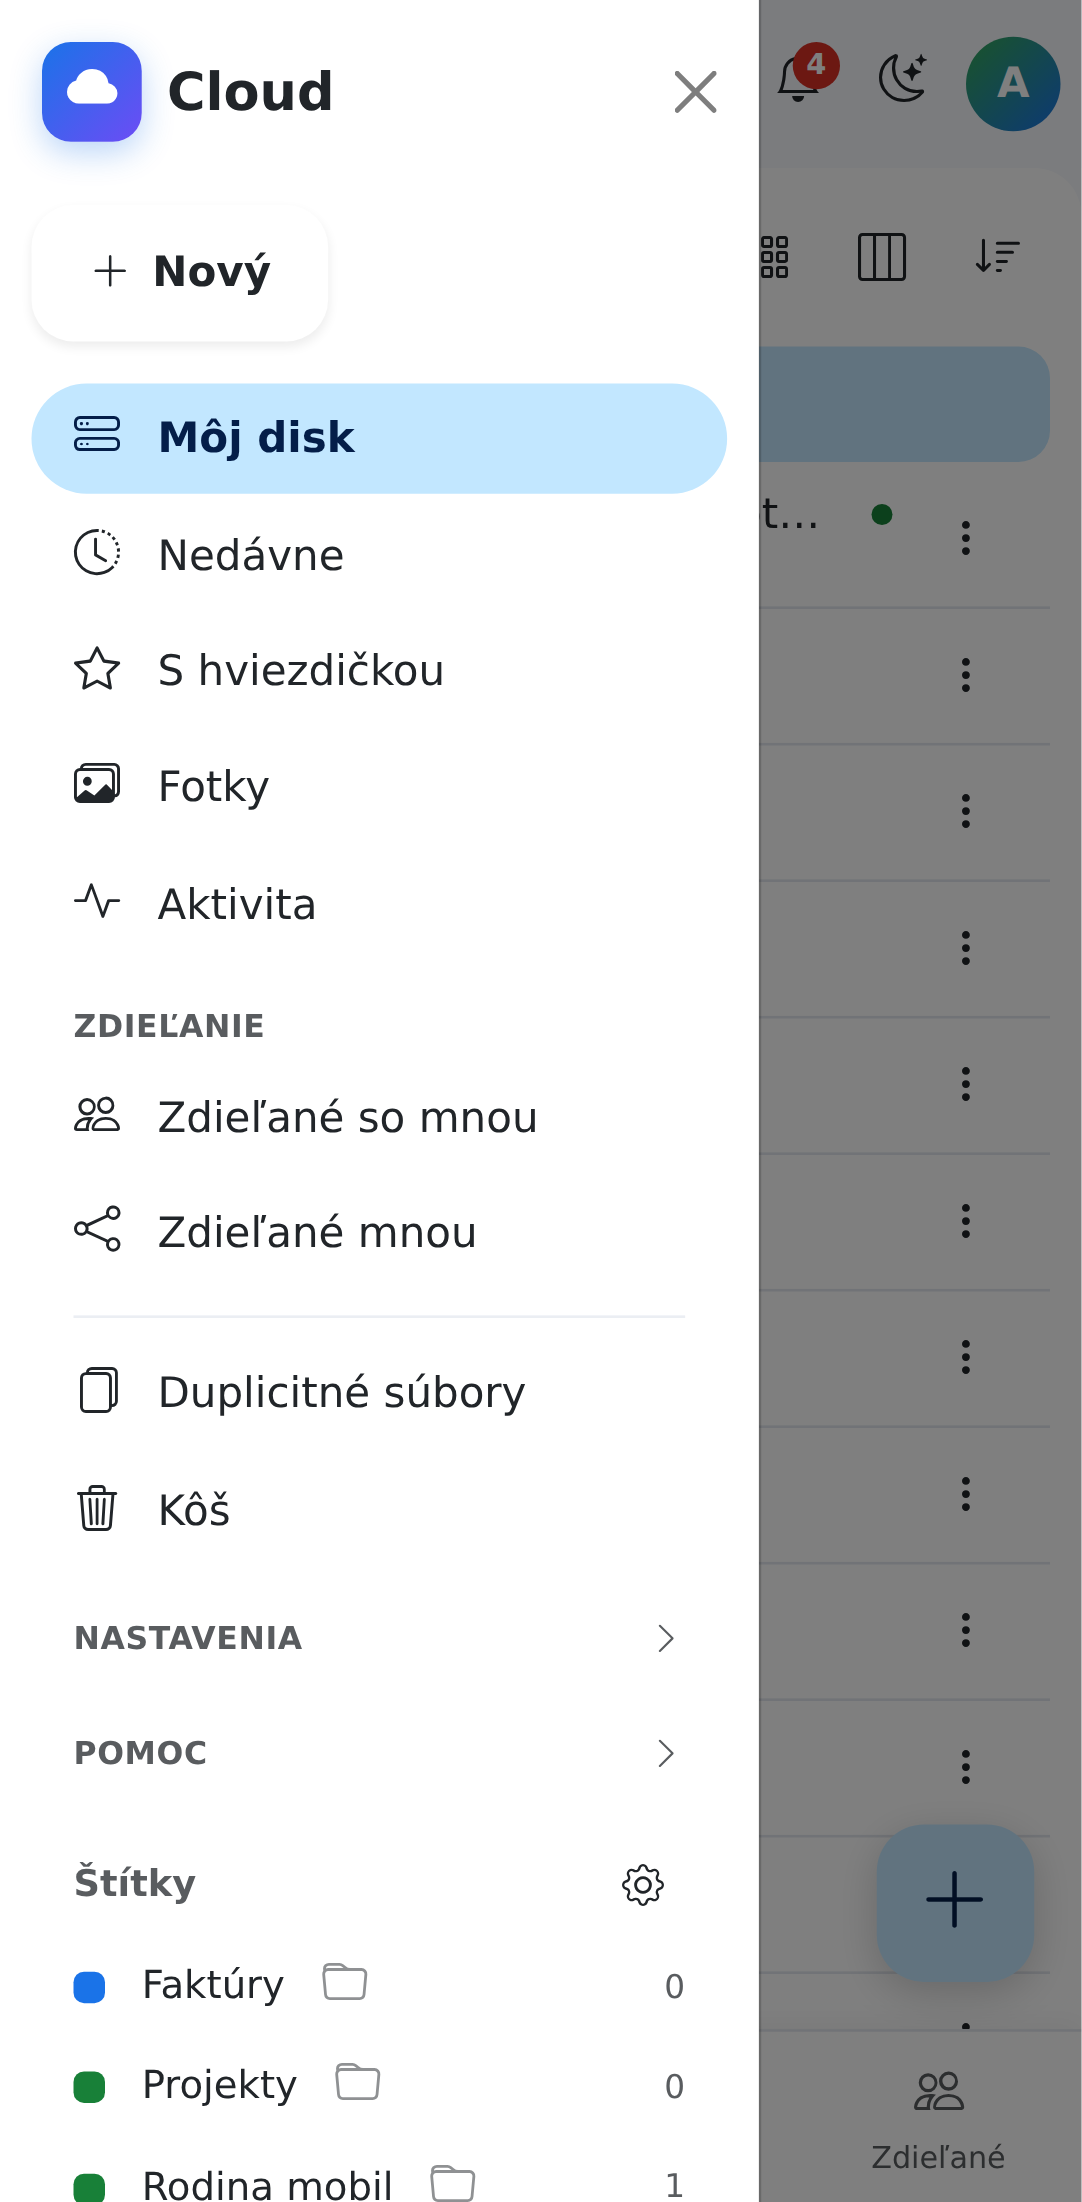 Cloud
4
A
Nový
Môj disk
t...
Nedávne
S hviezdičkou
Fotky
Aktivita
ZDIEĽANIE
Zdieľané so mnou
Zdieľané mnou
Duplicitné súbory
Kôš
NASTAVENIA
POMOC
Štítky
Faktúry 0
Projekty 0
Zdieľané
Rodina mobil 1